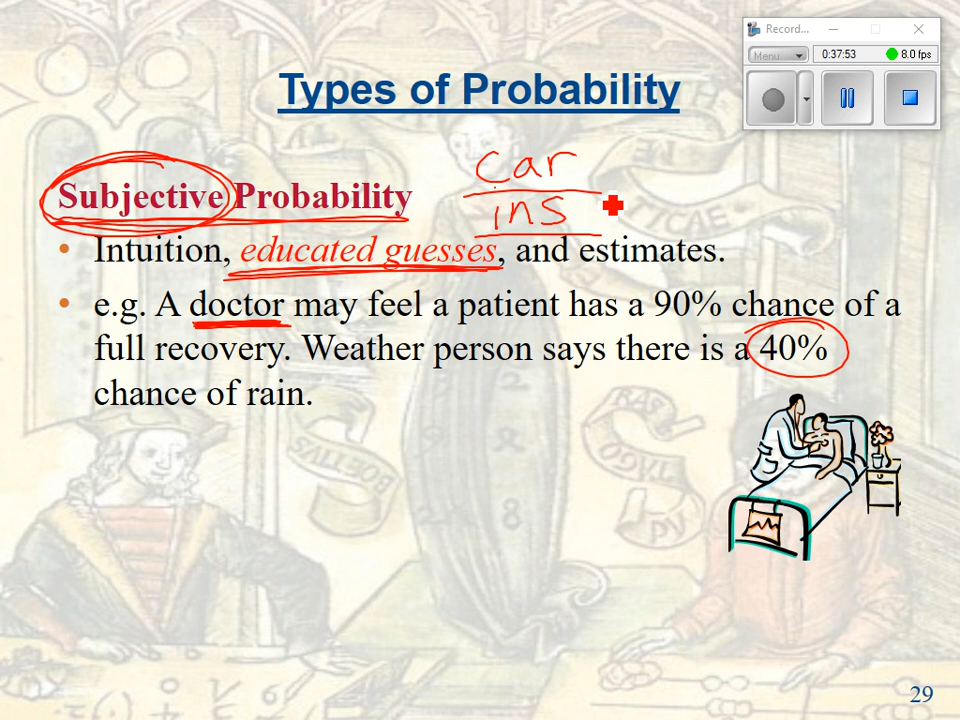 Record...
Menu
0:37:53
8.0 fps
Types of Probability
car
Subjective Probability
ins
• Intuition, educated guesses, and estimates.
• e.g. A doctor may feel a patient has a 90% chance of a
full recovery. Weather person says there is a 40%
chance of rain.
29